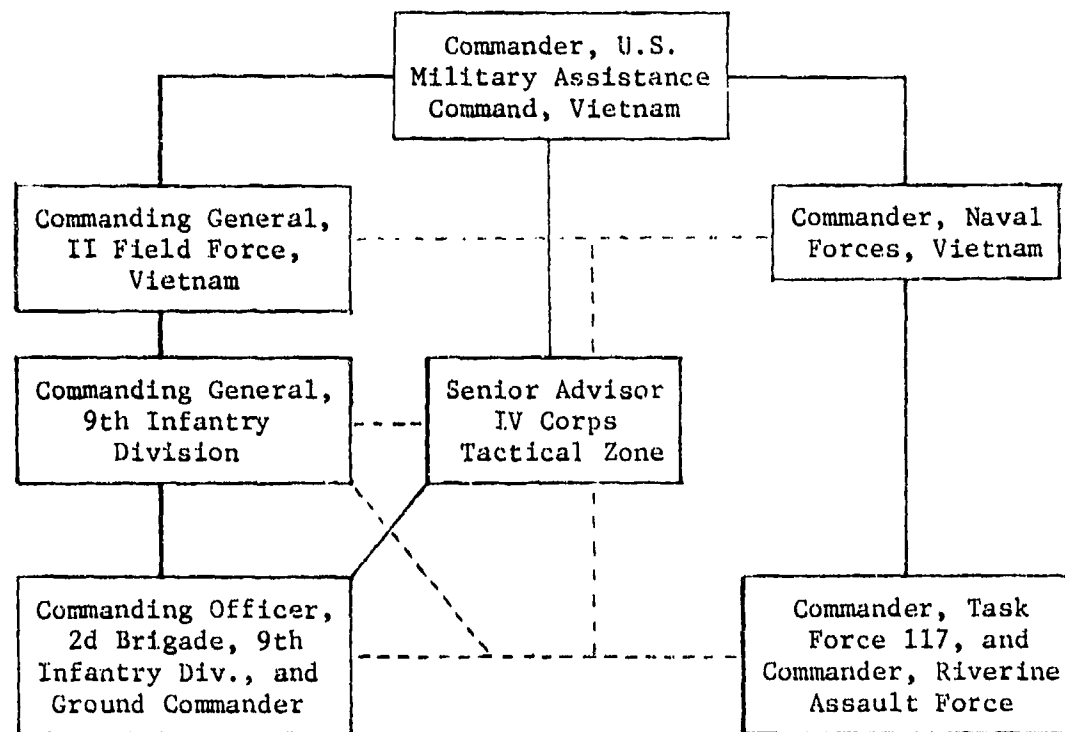 Commander, U.S.
Military Assistance
Command, Vietnam
Commanding General,
II Field Force,
Vietnam
Commander, Naval
Forces, Vietnam
Commanding General,
9th Infantry
Division
Senior Advisor
IV Corps
Tactical Zone
Commanding Officer,
2d Brigade, 9th
Infantry Div., and
Ground Commander
Commander, Task
Force 117, and
Commander, Riverine
Assault Force